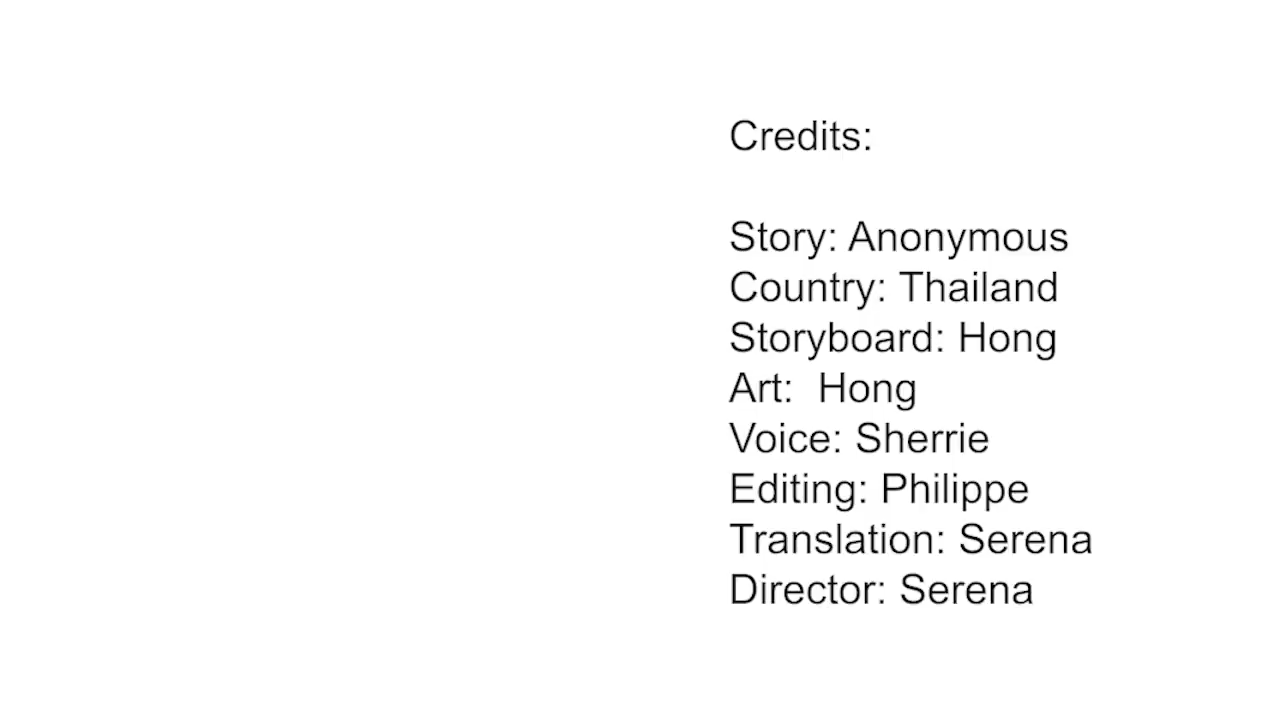 Credits:
Story: Anonymous
Country: Thailand
Storyboard: Hong
Art:  Hong
Voice: Sherrie
Editing: Philippe
Translation: Serena
Director: Serena